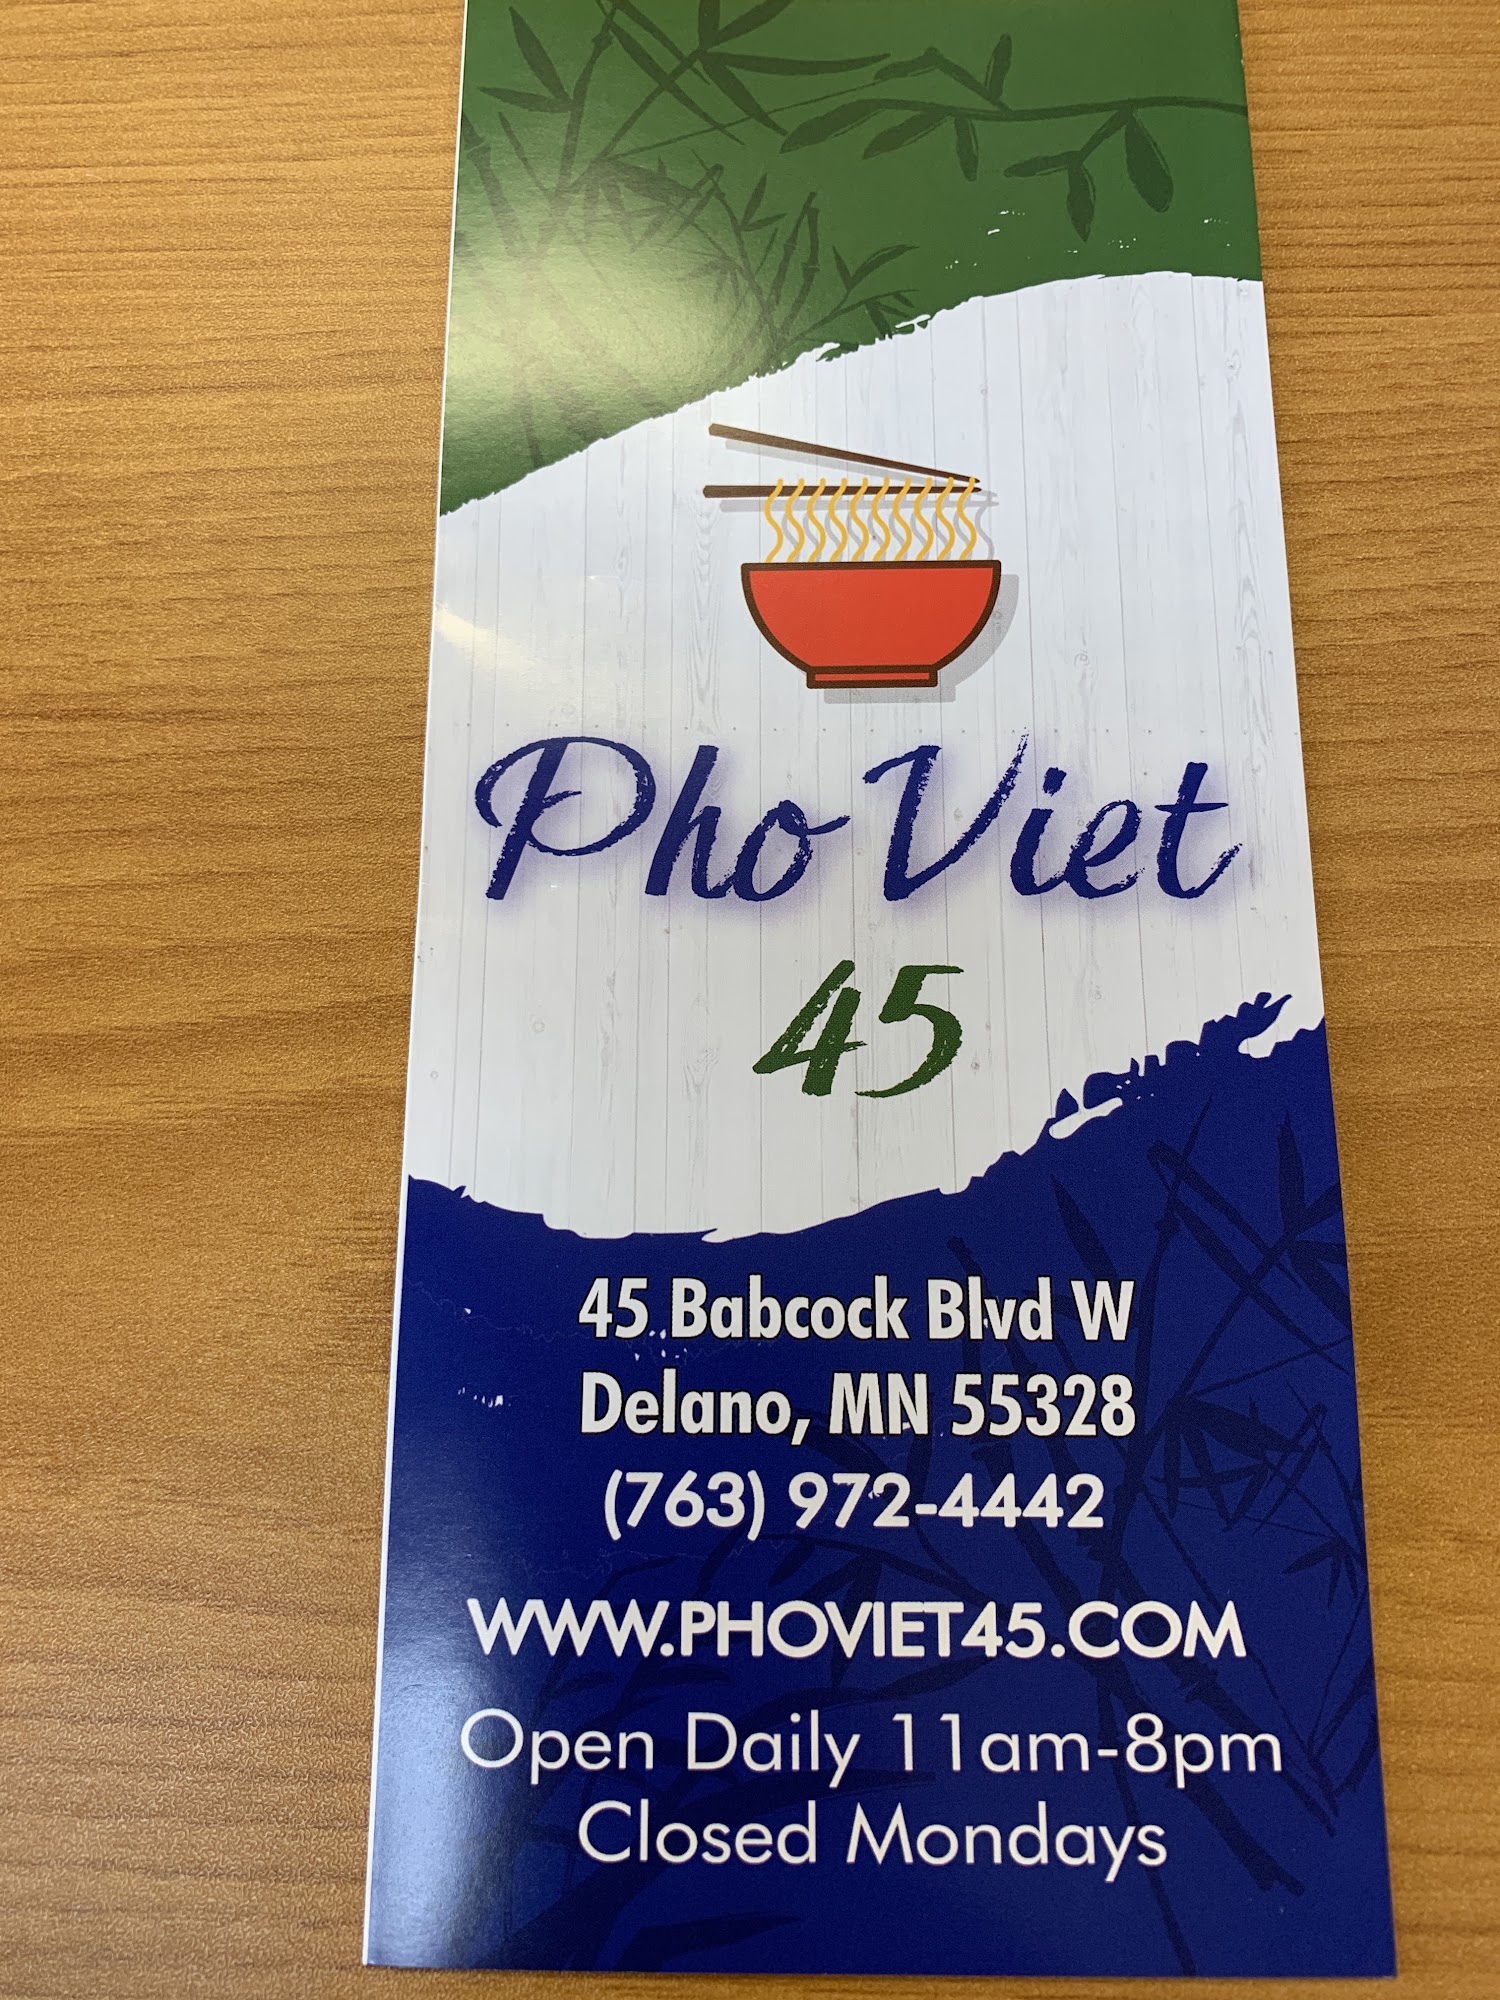 Pho Viet
45
45 Babcock Blvd W
Delano, MN 55328
(763) 972-4442
WWW.PHOVIET45.COM
Open Daily 11am-8pm
Closed Mondays